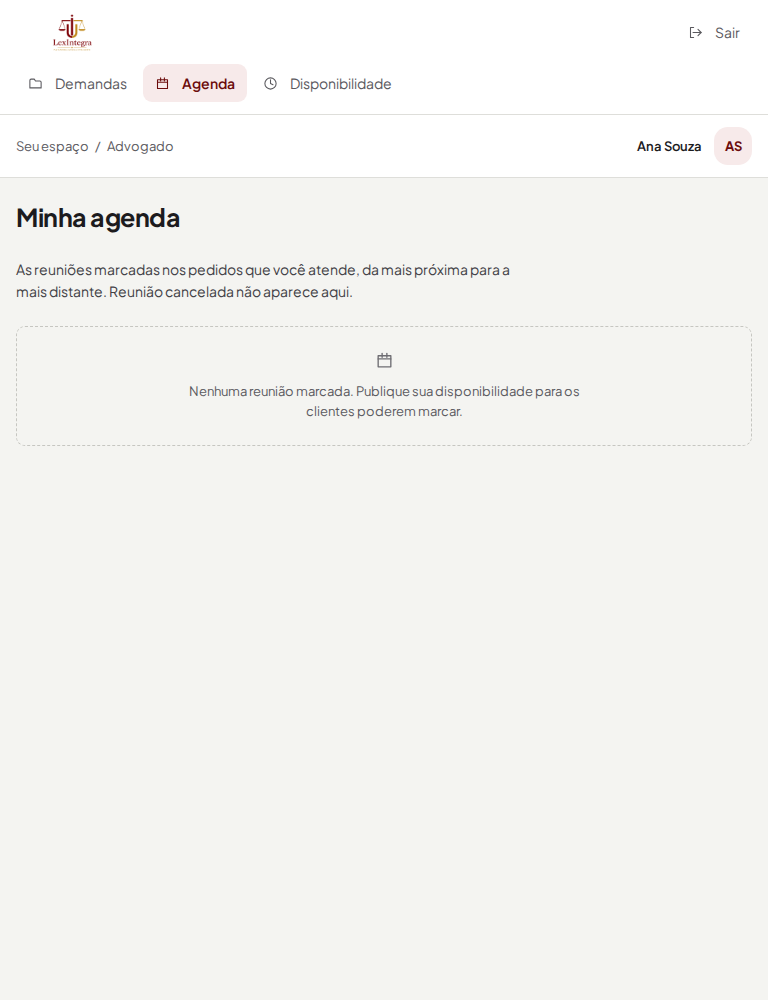 LexIntegra
Sair
Demandas
Agenda
Disponibilidade
Seu espaço / Advogado
Ana Souza
AS
Minha agenda
As reuniões marcadas nos pedidos que você atende, da mais próxima para a
mais distante. Reunião cancelada não aparece aqui.
Nenhuma reunião marcada. Publique sua disponibilidade para os
clientes poderem marcar.